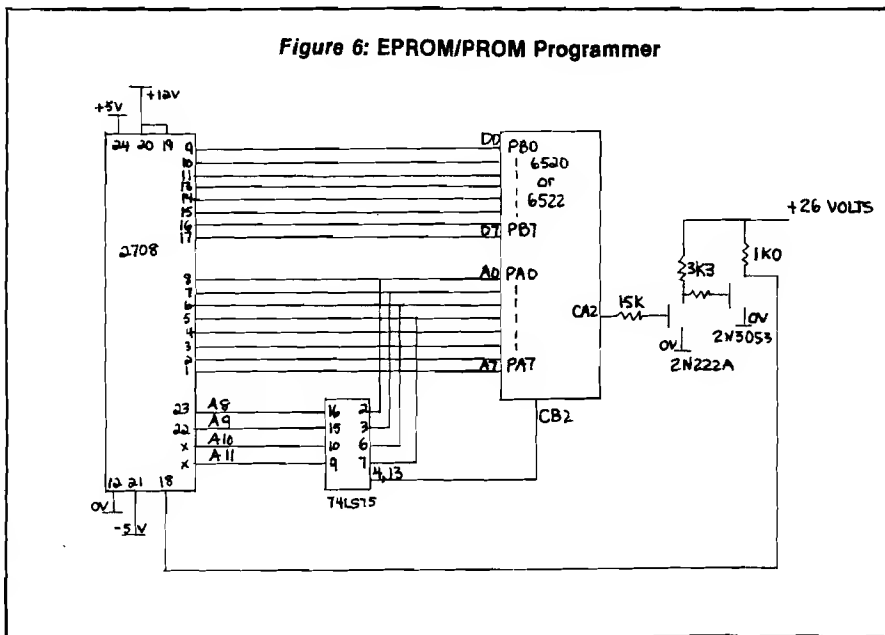 Figure 6: EPROM/PROM Programmer
+12V
+5V
24 20 19
9
10
11
13
14
15
16
17
2708
8
7
6
5
4
3
2
1
23
22
x
x
12 21 18
0V
-5V
A8
A9
A10
A11
16 2
15 3
10 6
9 7
4,13
74LS75
D0 PB0
6520
or
6522
D7 PB7
A0 PA0
CA2
A7 PA7
CB2
15K
3K3
1K0
+26 VOLTS
0V
2N3053
0V
2N222A